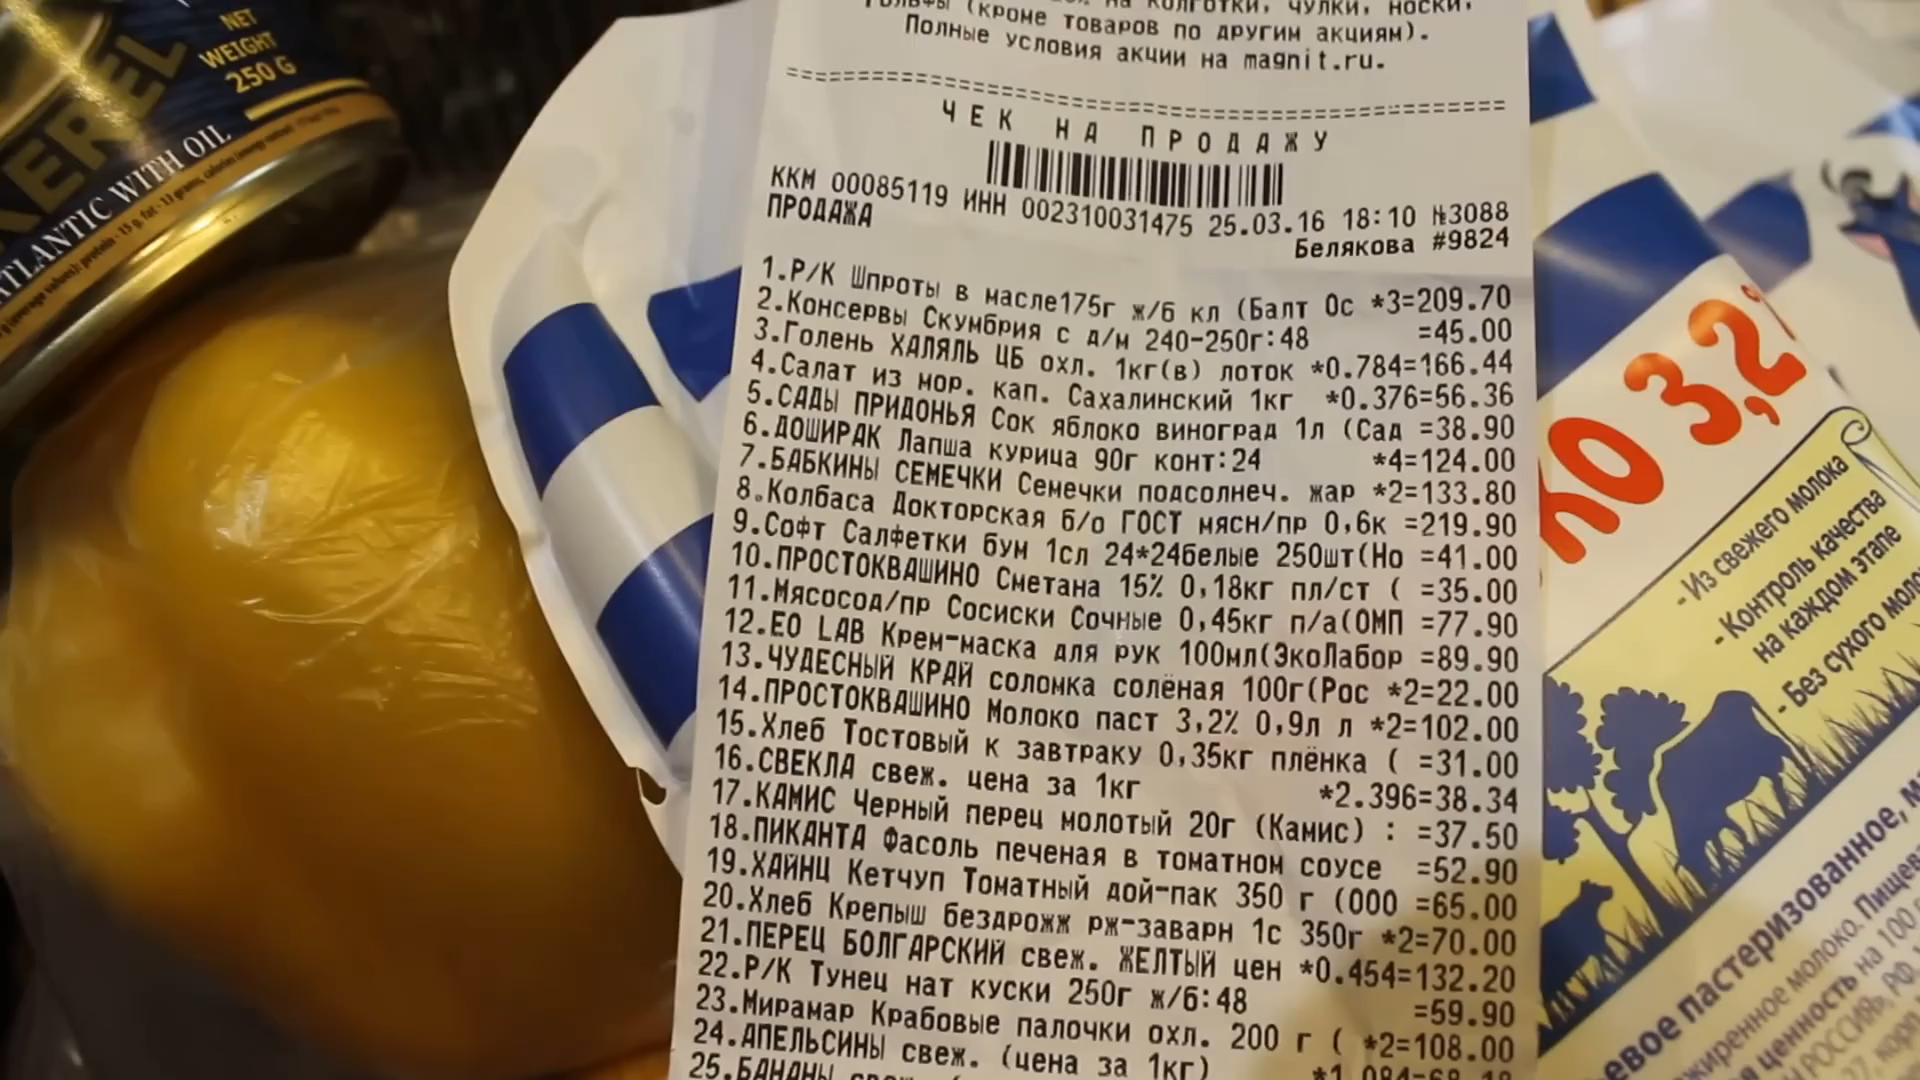 NET
WEIGHT
250 G
ATLANTIC WITH OIL
колготки, чулки, носки,
(кроме товаров по другим акциям).
Полные условия акции на magnit.ru.
ЧЕК НА ПРОДАЖУ
ККМ 00085119 ИНН 002310031475 25.03.16 18:10 №3088
ПРОДАЖА Белякова #9824
1.Р/К Шпроты в масле175г ж/б кл (Балт Ос *3=209.70
2.Консервы Скумбрия с д/м 240-250г:48 =45.00
3.Голень ХАЛЯЛЬ ЦБ охл. 1кг(в) лоток *0.784=166.44
4.Салат из мор. кап. Сахалинский 1кг *0.376=56.36
5.САДЫ ПРИДОНЬЯ Сок яблоко виноград 1л (Сад =38.90
6.ДОШИРАК Лапша курица 90г конт:24 *4=124.00
7.БАБКИНЫ СЕМЕЧКИ Семечки подсолнеч. жар *2=133.80
8.Колбаса Докторская б/о ГОСТ мясн/пр 0,6к =219.90
9.Софт Салфетки бум 1сл 24*24белые 250шт(Но =41.00
10.ПРОСТОКВАШИНО Сметана 15% 0,18кг пл/ст ( =35.00
11.Мясосод/пр Сосиски Сочные 0,45кг п/а(ОМП =77.90
12.EO LAB Крем-маска для рук 100мл(ЭкоЛабор =89.90
13.ЧУДЕСНЫЙ КРАЙ соломка солёная 100г(Рос *2=22.00
14.ПРОСТОКВАШИНО Молоко паст 3,2% 0,9л л *2=102.00
15.Хлеб Тостовый к завтраку 0,35кг плёнка ( =31.00
16.СВЕКЛА свеж. цена за 1кг *2.396=38.34
17.КАМИС Черный перец молотый 20г (Камис) : =37.50
18.ПИКАНТА Фасоль печеная в томатном соусе =52.90
19.ХАЙНЦ Кетчуп Томатный дой-пак 350 г (ООО =65.00
20.Хлеб Крепыш бездрожж рж-заварн 1с 350г *2=70.00
21.ПЕРЕЦ БОЛГАРСКИЙ свеж. ЖЕЛТЫЙ цен *0.454=132.20
22.Р/К Тунец нат куски 250г ж/б:48 =59.90
23.Мирамар Крабовые палочки охл. 200 г ( *2=108.00
24.АПЕЛЬСИНЫ свеж. (цена за 1кг) *1.084=68.18
25.БАНАНЫ
3,2
- Из свежего молока
- Контроль качества
на каждом этапе
- Без сухого
пастеризованное,
молоко.
ценность на 100